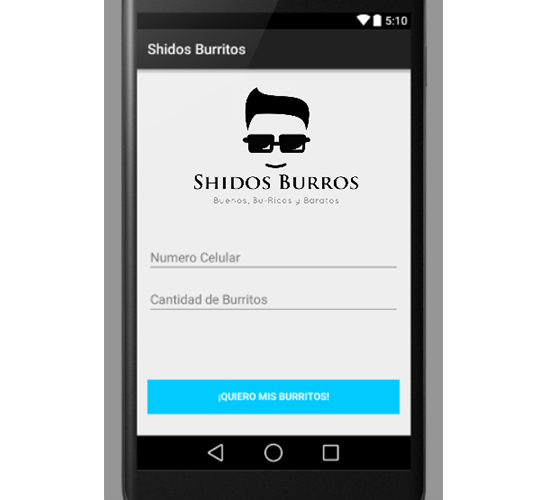 5:10
Shidos Burritos
SHIDOS BURROS
Buenos, Bu-Ricos y Baratos
Numero Celular
Cantidad de Burritos
¡QUIERO MIS BURRITOS!